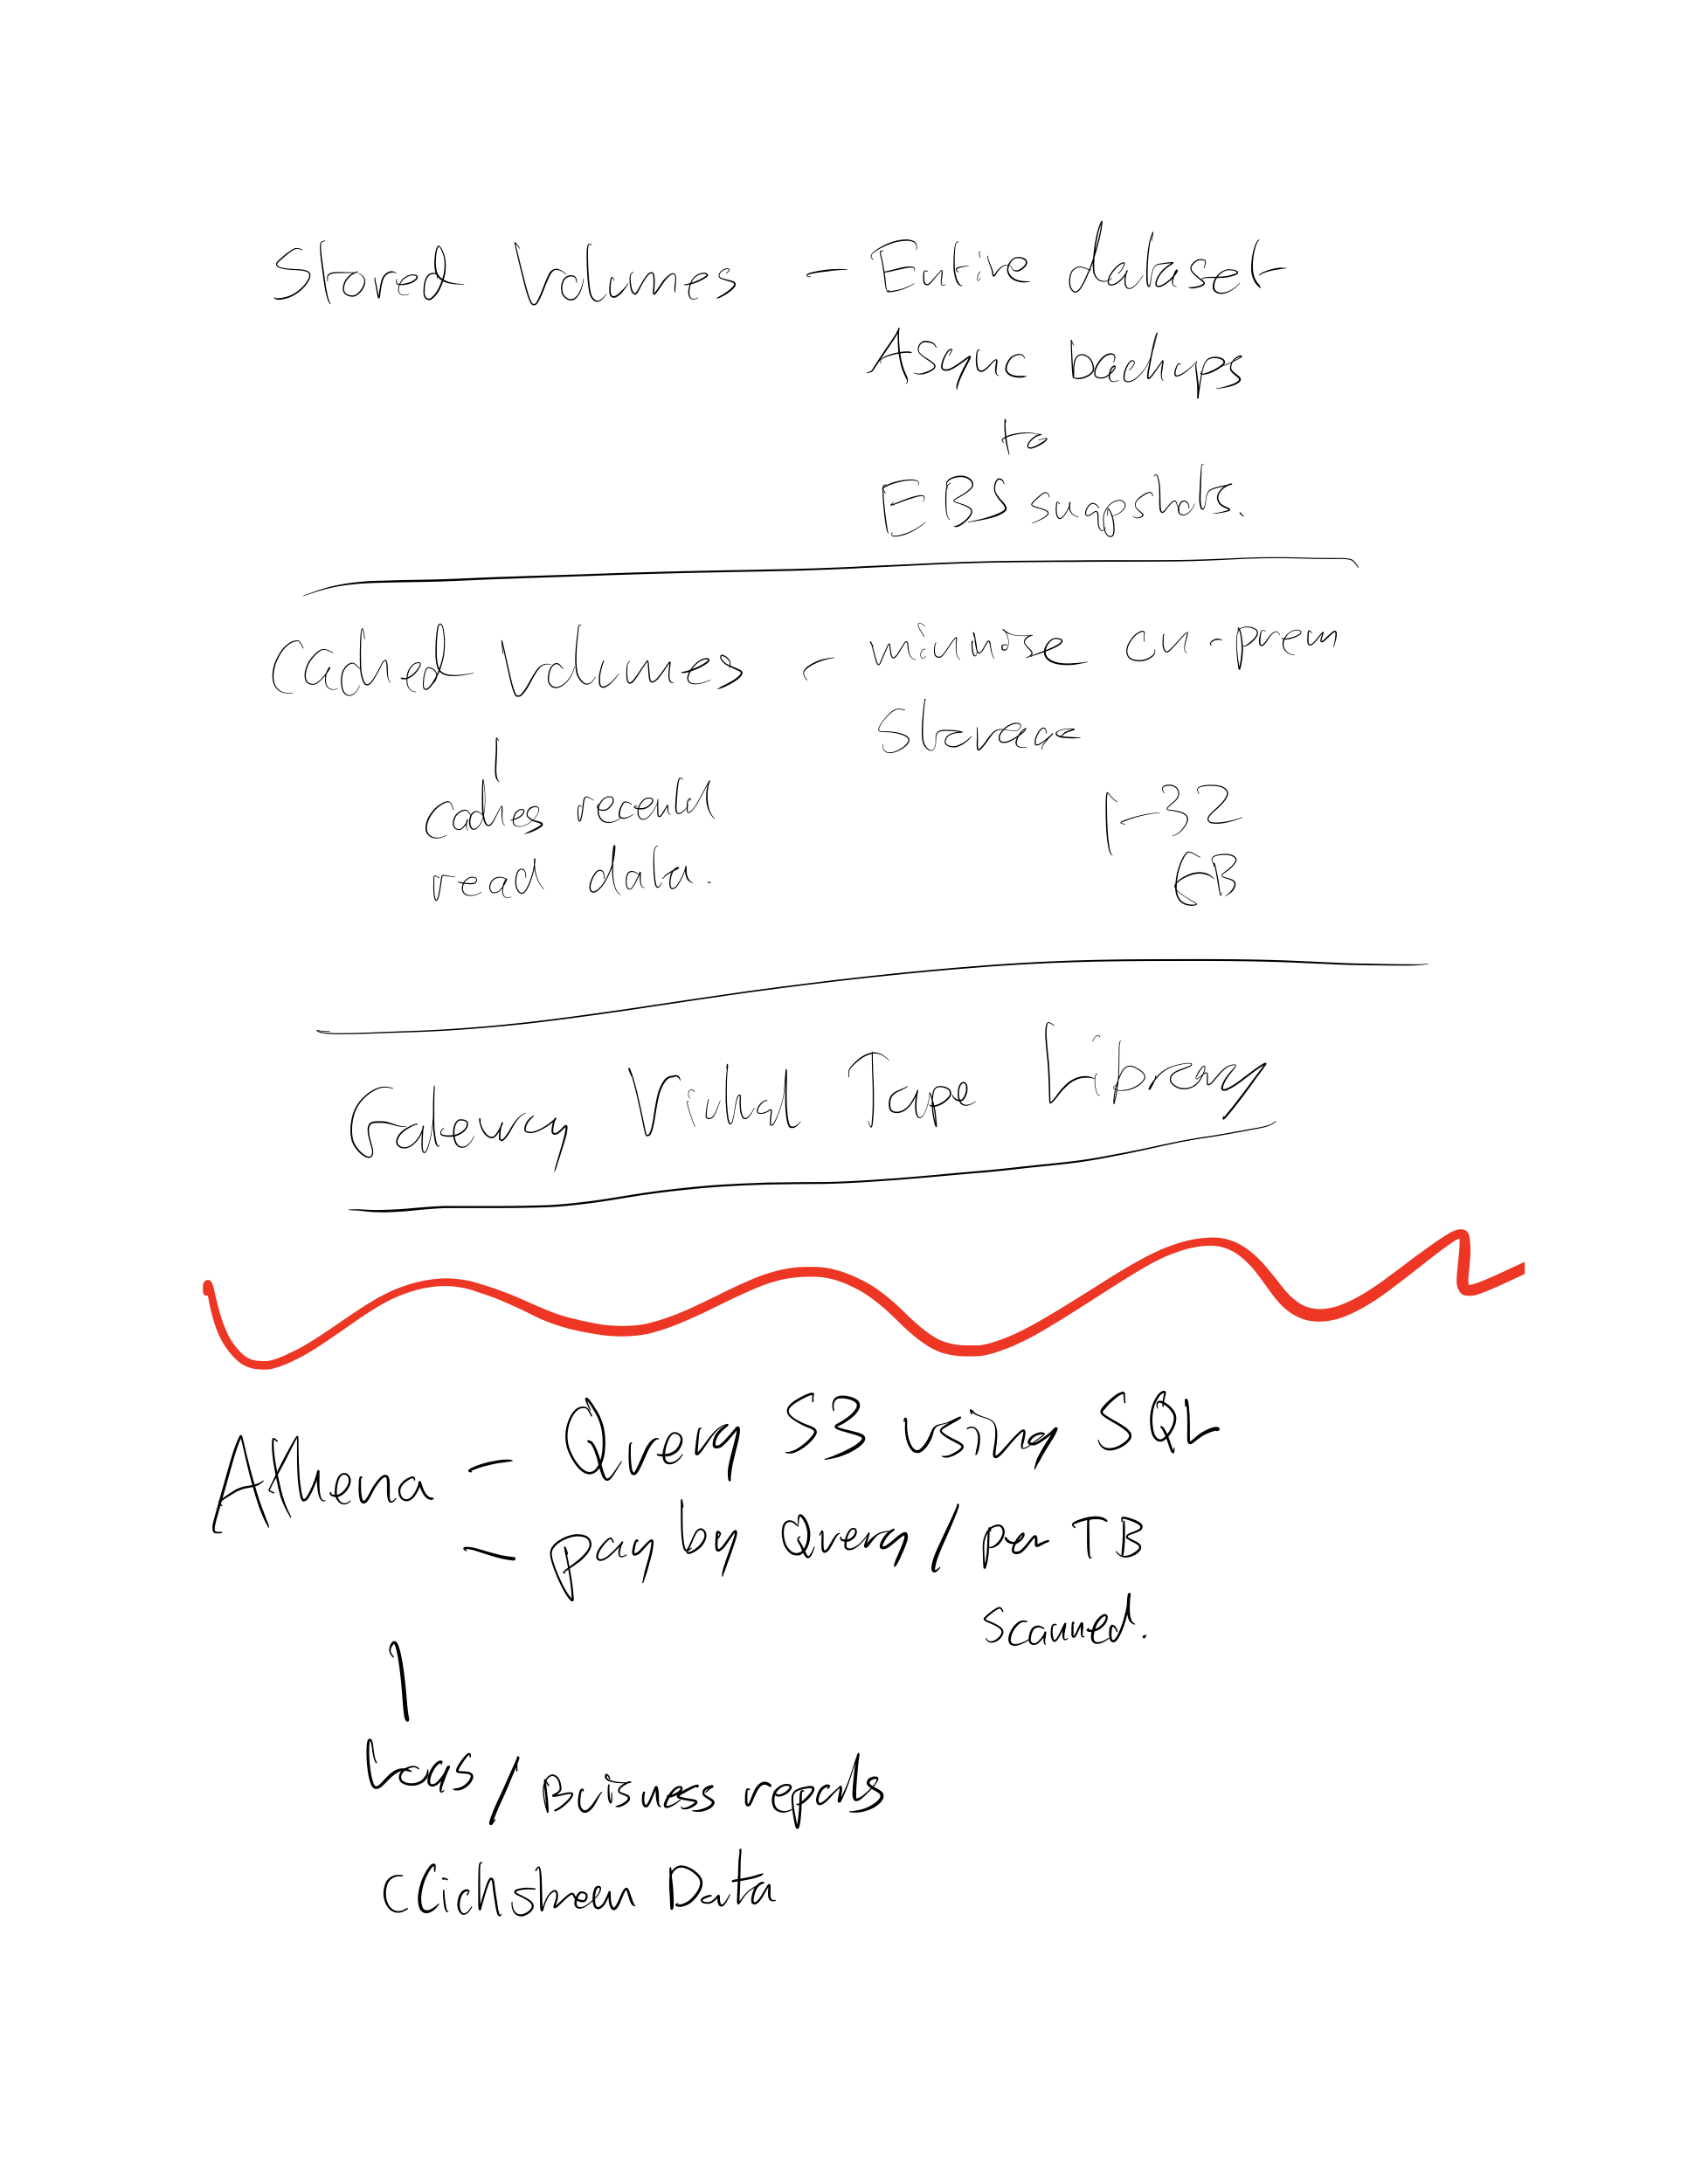 Stored Volumes - Entire dataset
Async backups
to
EBS snapshots.
Cached Volumes - minimise on-prem
Storage
caches recent
read data.
1-32
GB
Gateway Virtual Tape Library
Athena - Query S3 using SQL
- pay by Query / per TB
scanned.
Logs / Buisness reports
Clickstream Data